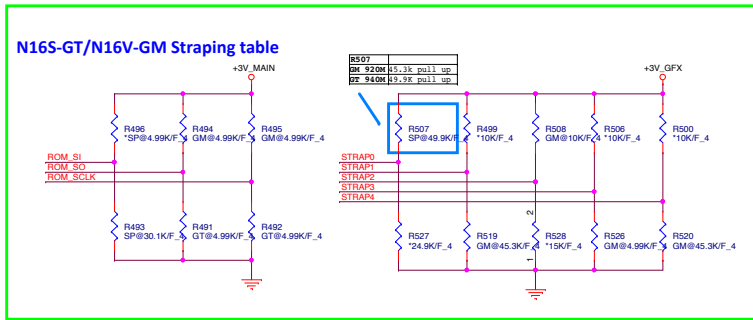 N16S-GT/N16V-GM Straping table
R507
GM 920M 45.3k pull up
GT 940M 49.9K pull up
+3V_MAIN
+3V_GFX
R496
*SP@4.99K/F_4
R494
GM@4.99K/F_4
R495
GM@4.99K/F_4
R507
SP@49.9K/F_4
R499
*10K/F_4
R508
GM@10K/F_4
R506
*10K/F_4
R500
*10K/F_4
ROM_SI
ROM_SO
ROM_SCLK
STRAP0
STRAP1
STRAP2
STRAP3
STRAP4
R493
SP@30.1K/F_4
R491
GT@4.99K/F_4
R492
GT@4.99K/F_4
R527
*24.9K/F_4
R519
GM@45.3K/F_4
2
R528
*15K/F_4
1
R526
GM@4.99K/F_4
R520
GM@45.3K/F_4